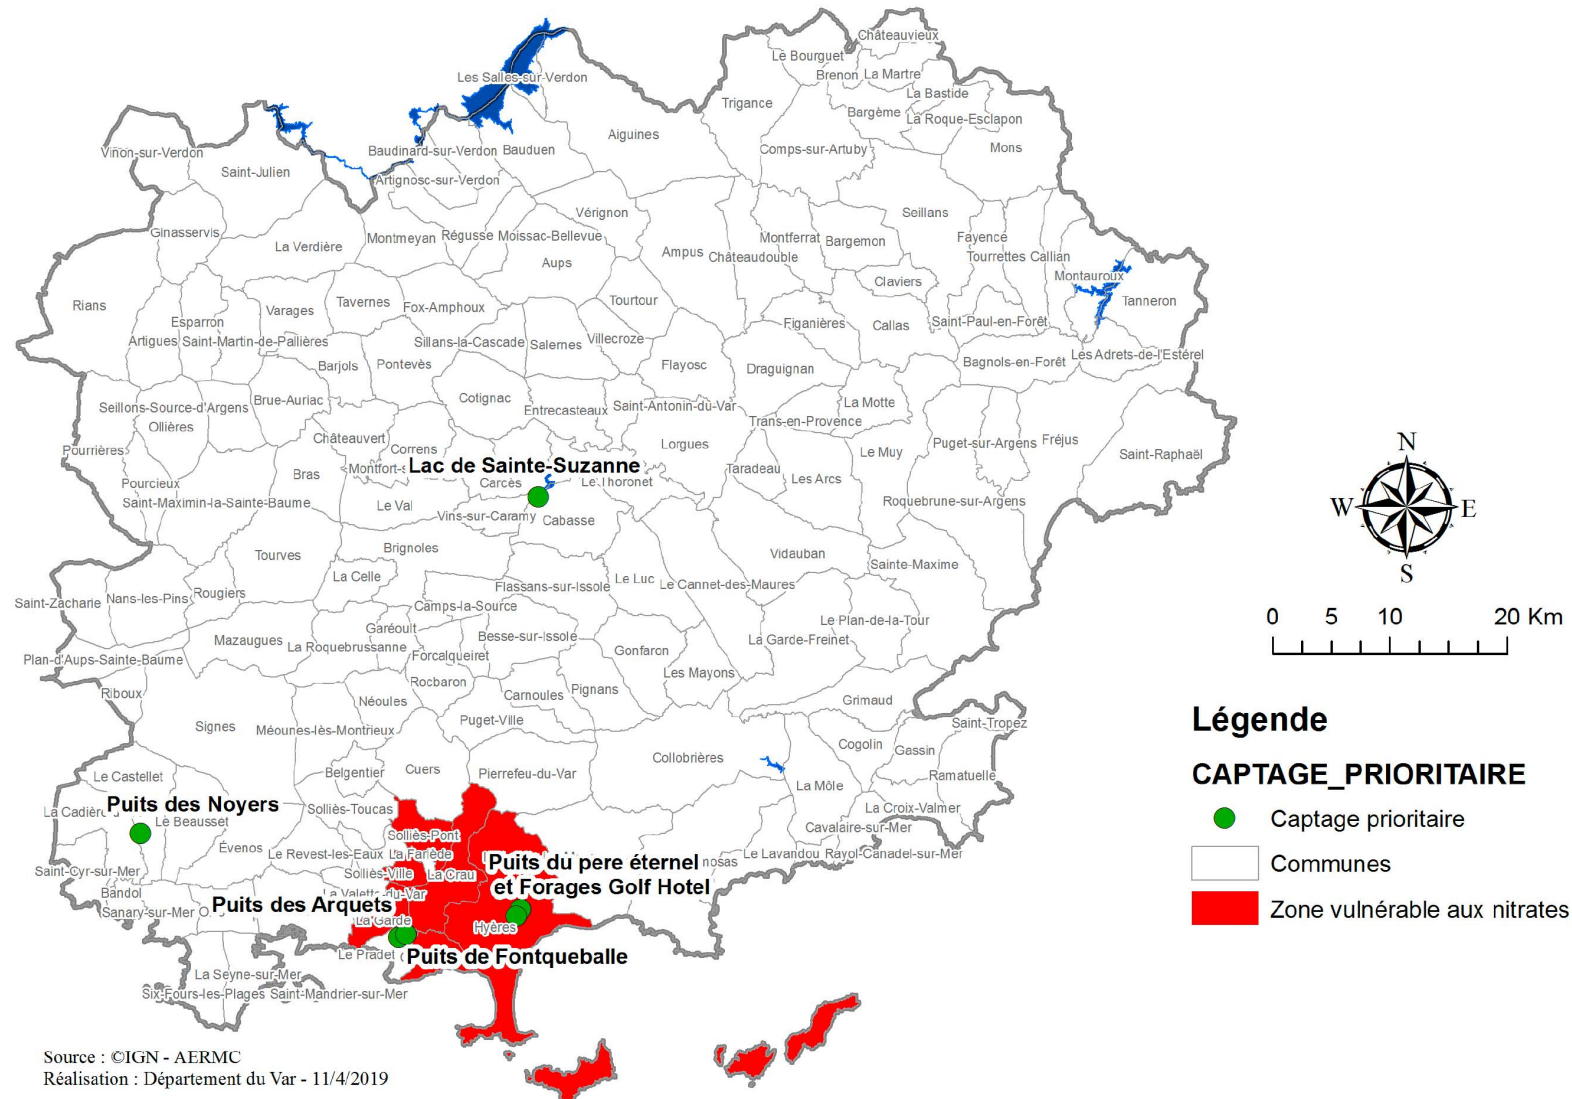 Châteauvieux
Le Bourguet
Brenon
La Martre
Les Salles-sur-Verdon
La Bastide
Trigance
Bargème
La Roque-Esclapon
Aiguines
Mons
Comps-sur-Artuby
Vinon-sur-Verdon
Baudinard-sur-Verdon
Bauduen
Saint-Julien
Artignosc-sur-Verdon
Vérignon
Seillans
Ginasservis
La Verdière
Montmeyan
Régusse
Moissac-Bellevue
Montferrat
Bargemon
Fayence
Ampus
Châteaudouble
Tourrettes
Callian
Aups
Claviers
Montauroux
Rians
Varages
Tavernes
Fox-Amphoux
Tourtour
Tanneron
Esparron
Figanières
Callas
Saint-Paul-en-Forêt
Artigues
Saint-Martin-de-Pallières
Sillans-la-Cascade
Salernes
Villecroze
Barjols
Pontevès
Flayosc
Draguignan
Bagnols-en-Forêt
Les Adrets-de-l'Estérel
Seillons-Source-d'Argens
Brue-Auriac
Cotignac
Entrecasteaux
Saint-Antonin-du-Var
La Motte
Ollières
Trans-en-Provence
Châteauvert
Correns
Lorgues
Le Muy
Puget-sur-Argens
Fréjus
Saint-Raphaël
Pourrières
Bras
Montfort-s
Lac de Sainte-Suzanne
Taradeau
Les Arcs
Pourcieux
Carcès
Le Thoronet
Saint-Maximin-la-Sainte-Baume
Le Val
Vins-sur-Caramy
Cabasse
Roquebrune-sur-Argens
Tourves
Brignoles
Vidauban
Sainte-Maxime
La Celle
Flassans-sur-Issole
Le Luc
Le Cannet-des-Maures
Saint-Zacharie
Nans-les-Pins
Rougiers
Camps-la-Source
Le Plan-de-la-Tour
Mazaugues
La Roquebrussanne
Garéoult
Besse-sur-Issole
La Garde-Freinet
Plan-d'Aups-Sainte-Baume
Forcalqueiret
Gonfaron
Les Mayons
Riboux
Rocbaron
Néoules
Carnoules
Pignans
Grimaud
Signes
Méounes-lès-Montrieux
Puget-Ville
Saint-Tropez
Cogolin
Gassin
Collobrières
Le Castellet
Belgentier
Cuers
Pierrefeu-du-Var
La Môle
Ramatuelle
La Cadière
Puits des Noyers
Solliès-Toucas
La Croix-Valmer
Le Beausset
Solliès-Pont
Cavalaire-sur-Mer
Évenos
Le Revest-les-Eaux
La Farlède
Puits du pere éternel
nosas
Le Lavandou
Rayol-Canadel-sur-Mer
Saint-Cyr-sur-Mer
Solliès-Ville
La Crau
et Forages Golf Hotel
Bandol
La Valette-du-Var
Sanary-sur-Mer
Puits des Arquets
La Garde
Hyères
Le Pradet
Puits de Fontqueballe
La Seyne-sur-Mer
Six-Fours-les-Plages
Saint-Mandrier-sur-Mer
N
W
E
S
0 5 10 20 Km
Légende
CAPTAGE_PRIORITAIRE
Captage prioritaire
Communes
Zone vulnérable aux nitrates
Source : ©IGN - AERMC
Réalisation : Département du Var - 11/4/2019